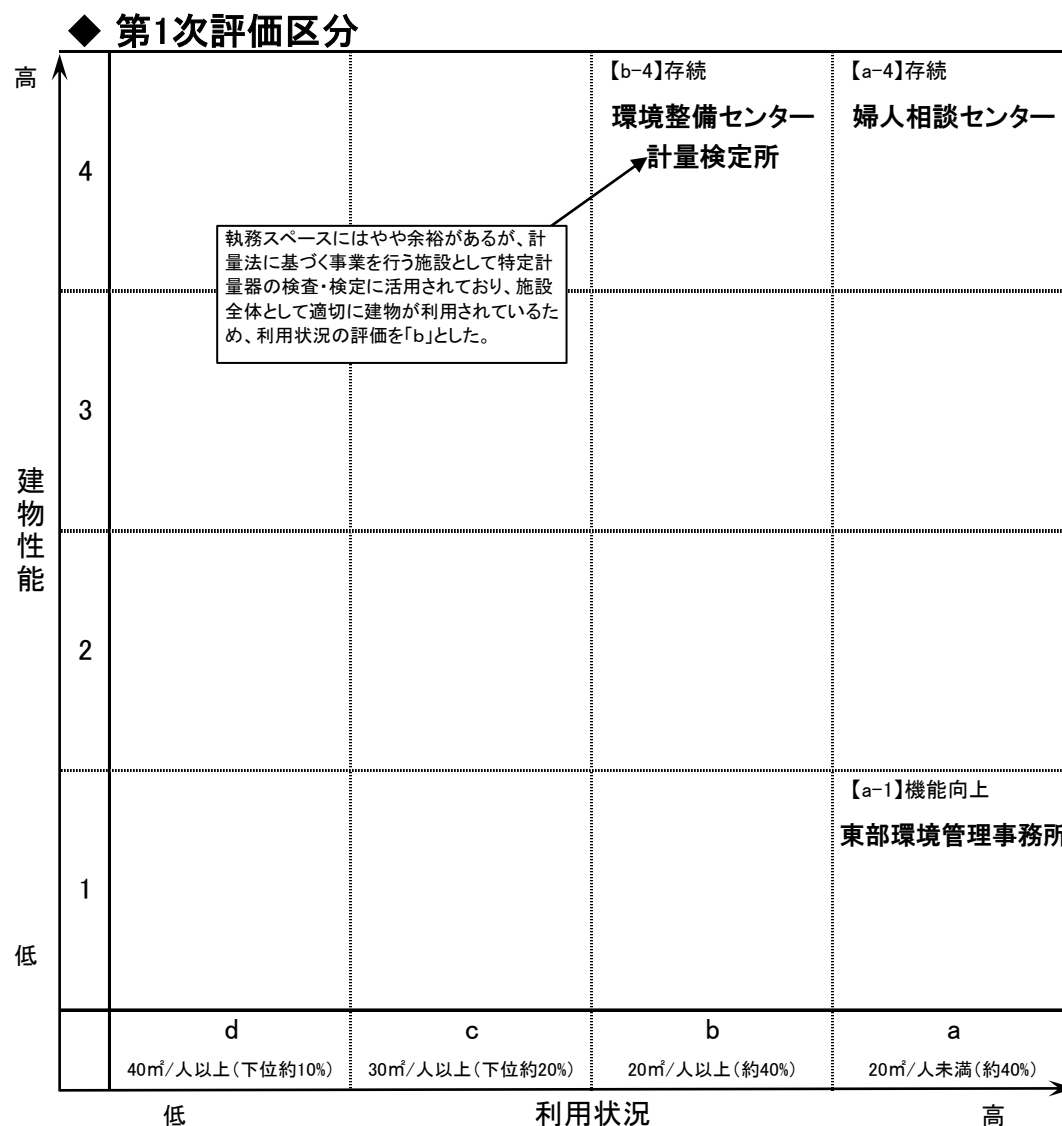 ◆ 第1次評価区分
高
【b-4】存続
【a-4】存続
環境整備センター
婦人相談センター
計量検定所
4
執務スペースにはやや余裕があるが、計
量法に基づく事業を行う施設として特定計
量器の検査・検定に活用されており、施設
全体として適切に建物が利用されているた
め、利用状況の評価を「b」とした。
3
建物性能
2
【a-1】機能向上
東部環境管理事務所
1
低
d
c
b
a
40㎡/人以上(下位約10%)
30㎡/人以上(下位約20%)
20㎡/人以上(約40%)
20㎡/人未満(約40%)
低
利用状況
高